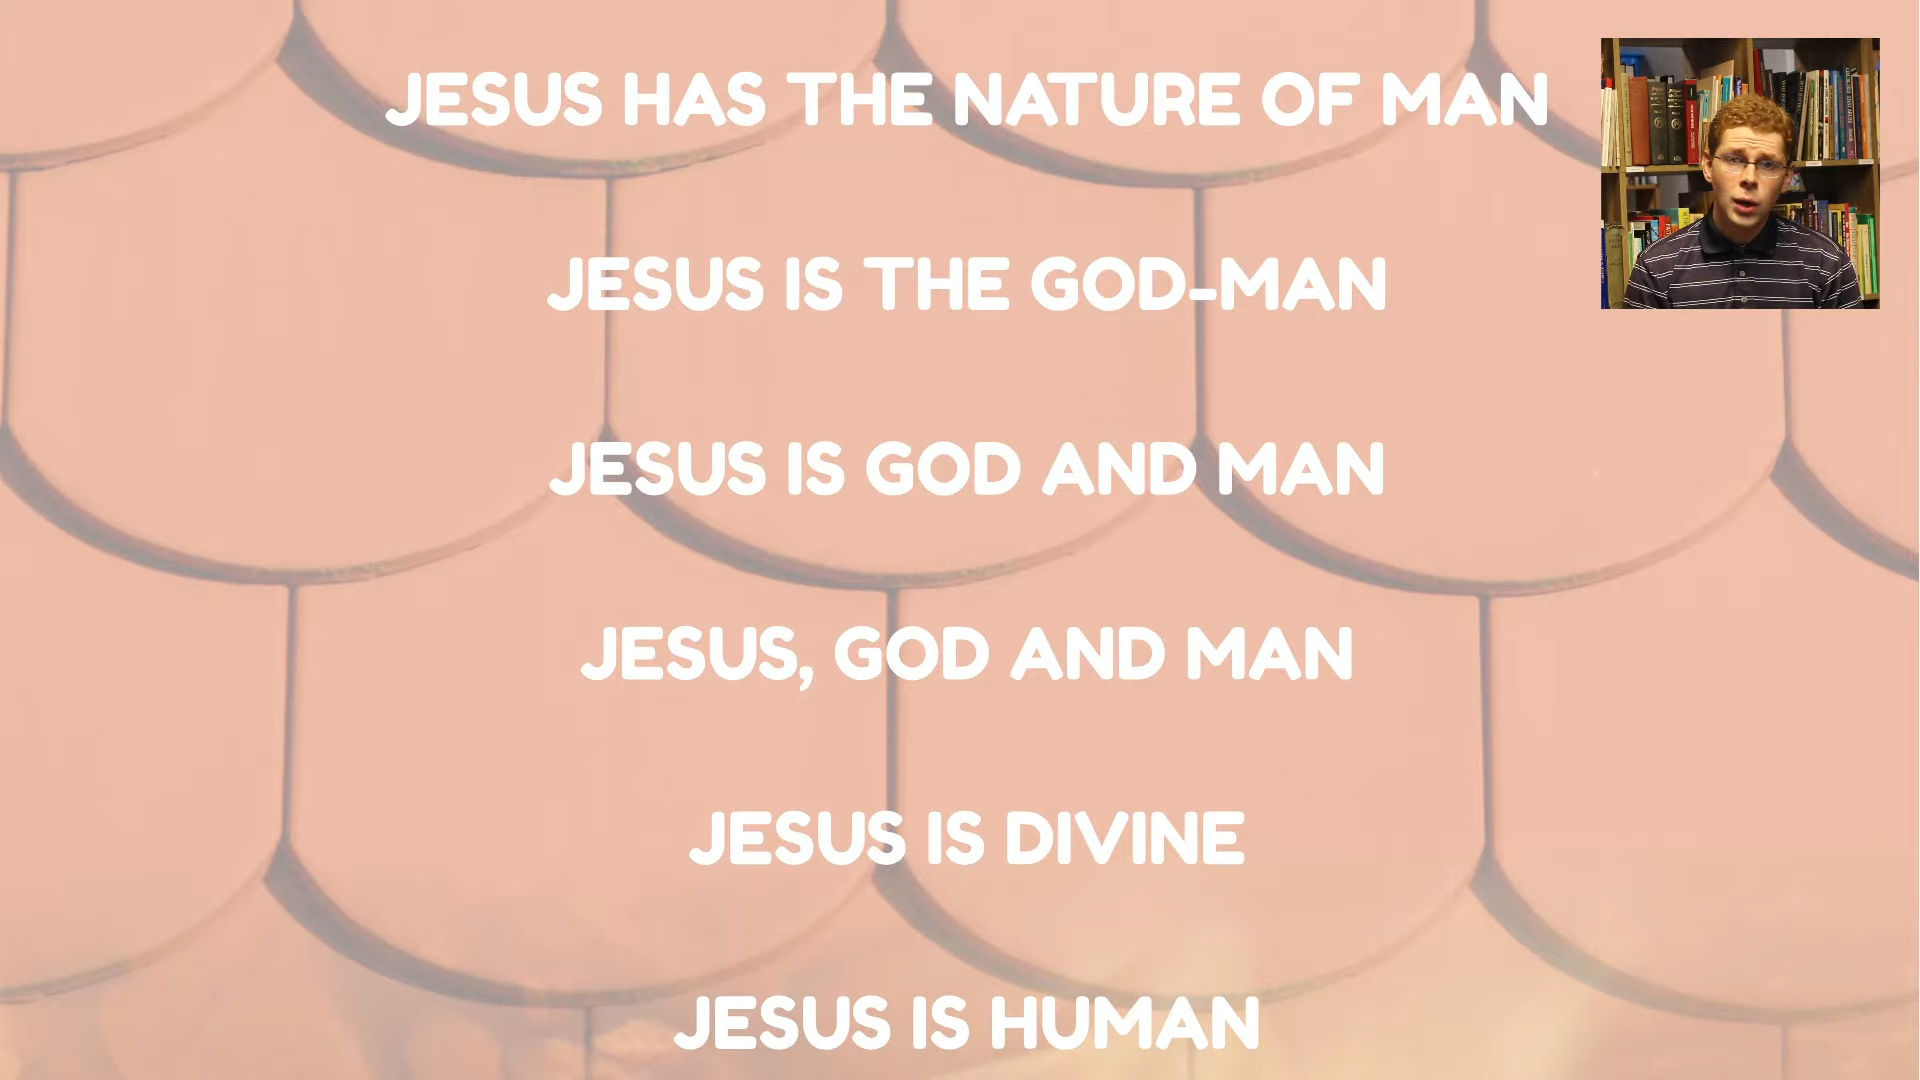 JESUS HAS THE NATURE OF MAN
JESUS IS THE GOD-MAN
JESUS IS GOD AND MAN
JESUS, GOD AND MAN
JESUS IS DIVINE
JESUS IS HUMAN